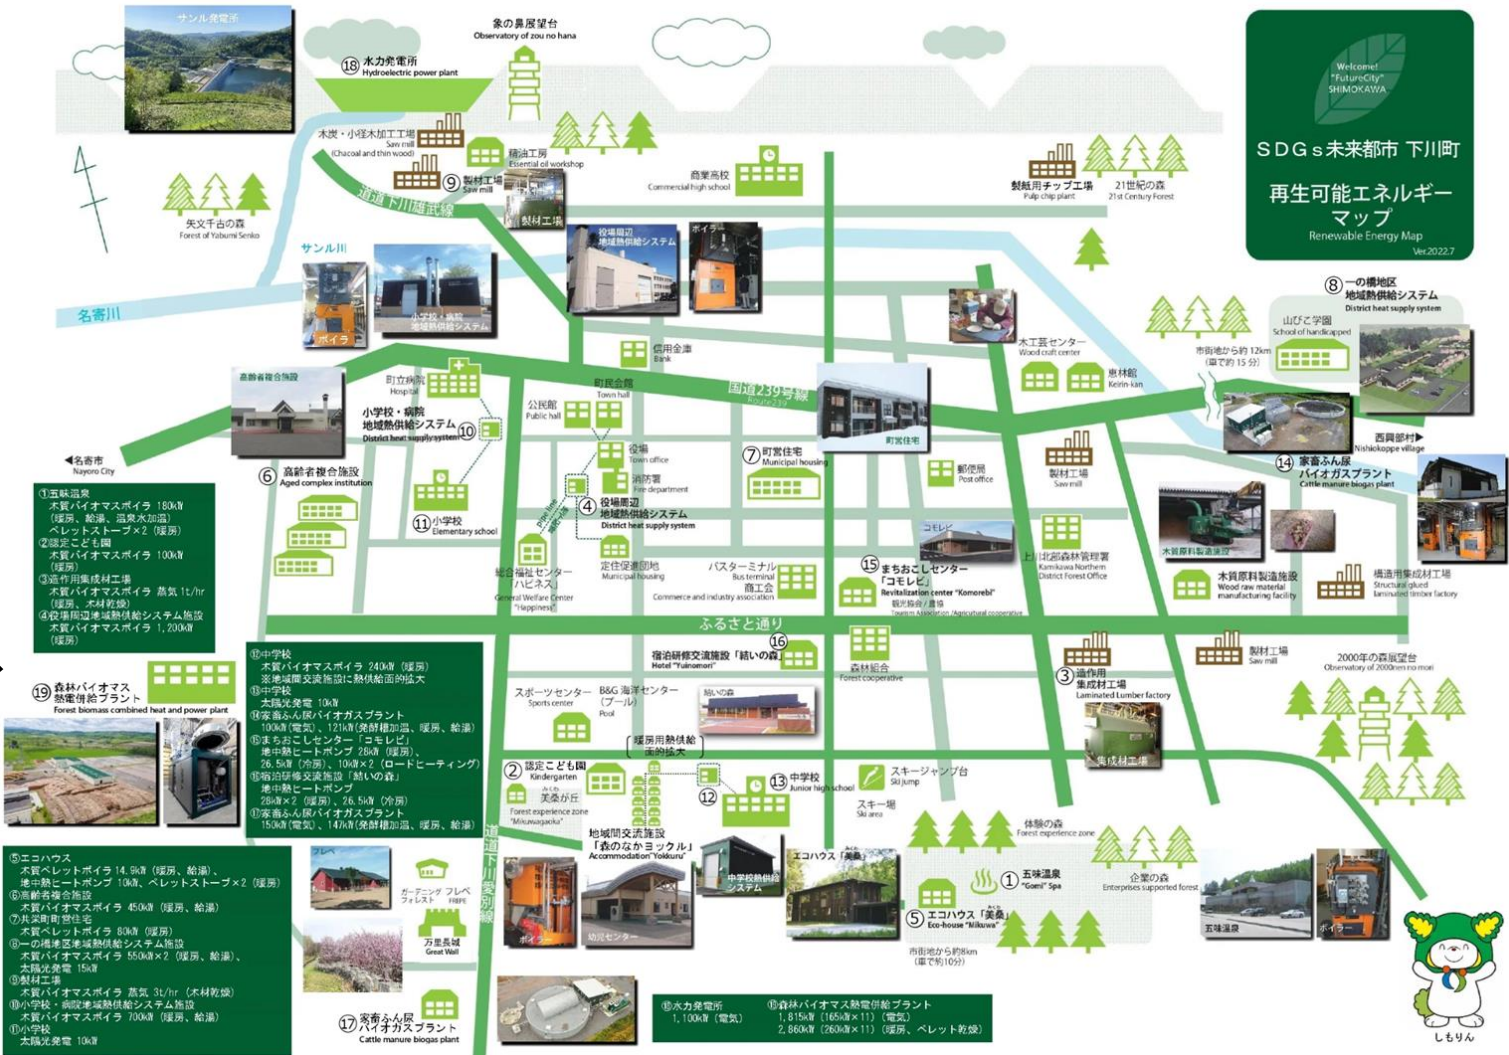 サンル発電所
⑱ 水力発電所
Hydroelectric power plant
象の鼻展望台
Observatory of zou no hana
Welcome!
"FutureCity"
SHIMOKAWA
SDGs未来都市 下川町
再生可能エネルギー
マップ
Renewable Energy Map
Ver.2022.7
木炭・小径木加工工場
Saw mill
(Chacoal and thin wood)
精油工房
Essential oil workshop
⑨ 製材工場
Saw mill
製材工場
道道下川雄武線
商業高校
Commercial high school
製紙用チップ工場
Pulp chip plant
21世紀の森
21st Century Forest
矢文千古の森
Forest of Yabumi Senko
サンル川
名寄川
ボイラ
小学校・病院
地域熱供給システム
役場周辺
地域熱供給システム
ボイラー
⑧ 一の橋地区
地域熱供給システム
District heat supply system
山びこ学園
School of handicapped
市街地から約 12km
(車で約 15 分)
木工芸センター
Wood craft center
恵林館
Keirin-kan
信用金庫
Bank
国道239号線
Route239
町営住宅
高齢者複合施設
町立病院
Hospital
小学校・病院
地域熱供給システム
District heat supply system
⑩
公民館
Public hall
町民会館
Town hall
役場
Town office
消防署
Fire department
⑦ 町営住宅
Municipal housing
郵便局
Post office
製材工場
Saw mill
西興部村▶
Nishiokoppe village
⑭ 家畜ふん尿
バイオガスプラント
Cattle manure biogas plant
◀名寄市
Nayoro City
⑥ 高齢者複合施設
Aged complex institution
⑪ 小学校
Elementary school
pipe line
④ 役場周辺
地域熱供給システム
District heat supply system
総合福祉センター
「ハピネス」
General Welfare Center
"Happiness"
定住促進団地
Municipal housing
バスターミナル
Bus terminal
商工会
Commerce and industry association
コモレビ
⑮ まちおこしセンター
「コモレビ」
Revitalization center "Komorebi"
観光協会 / 農協
Tourism Association /Agricultural cooperative
上川北部森林管理署
Kamikawa Northern
District Forest Office
木質原料製造施設
木質原料製造施設
Wood raw material
manufacturing facility
構造用集成材工場
Structural glued
laminated timber factory
①五味温泉
木質バイオマスボイラ 180kW
(暖房、給湯、温泉水加温)
ペレットストーブ×2 (暖房)
②認定こども園
木質バイオマスボイラ 100kW
(暖房)
③造作用集成材工場
木質バイオマスボイラ 蒸気 1t/hr
(暖房、木材乾燥)
④役場周辺地域熱供給システム施設
木質バイオマスボイラ 1,200kW
(暖房)
ふるさと通り
⑯
宿泊研修交流施設「結いの森」
Hotel "Yuinomori"
森林組合
Forest cooperative
③ 造作用
集成材工場
Laminated Lumber factory
集成材工場
製材工場
Saw mill
2000年の森展望台
Observatory of 2000nen no mori
⑲ 森林バイオマス
熱電併給プラント
Forest biomass combined heat and power plant
⑫中学校
木質バイオマスボイラ 240kW (暖房)
※地域間交流施設に熱供給面的拡大
⑬中学校
太陽光発電 10kW
⑭家畜ふん尿バイオガスプラント
100kW(電気)、121kW(発酵槽加温、暖房、給湯)
⑮まちおこしセンター「コモレビ」
地中熱ヒートポンプ 28kW (暖房)、
26.5kW (冷房)、10kW×2 (ロードヒーティング)
⑯宿泊研修交流施設「結いの森」
地中熱ヒートポンプ
28kW×2 (暖房)、26.5kW (冷房)
⑰家畜ふん尿バイオガスプラント
150kW(電気)、147kW(発酵槽加温、暖房、給湯)
スポーツセンター
Sports center
B&G 海洋センター
(プール)
Pool
結いの森
暖房用熱供給
面的拡大
② 認定こども園
Kindergarten
みくわ
美桑が丘
Forest experience zone
"Mikuwagaoka"
⑫
⑬ 中学校
Junior high school
スキージャンプ台
Ski jump
スキー場
Ski area
地域間交流施設
「森のなかヨックル」
Accommodation"Yokkuru"
中学校熱供給
システム
エコハウス「美桑」
体験の森
Forest experience zone
① 五味温泉
"Gomi" Spa
⑤ エコハウス「美桑」
みくわ
Eco-house "Mikuwa"
市街地から約8km
(車で約10分)
企業の森
Enterprises supported forest
五味温泉
ボイラー
⑤エコハウス
木質ペレットボイラ 14.9kW (暖房、給湯)、
地中熱ヒートポンプ 10kW、ペレットストーブ×2 (暖房)
⑥高齢者複合施設
木質バイオマスボイラ 450kW (暖房、給湯)
⑦共栄町町営住宅
木質ペレットボイラ 80kW (暖房)
⑧一の橋地区地域熱供給システム施設
木質バイオマスボイラ 550kW×2 (暖房、給湯)、
太陽光発電 15kW
⑨製材工場
木質バイオマスボイラ 蒸気 3t/hr (木材乾燥)
⑩小学校・病院地域熱供給システム施設
木質バイオマスボイラ 700kW (暖房、給湯)
⑪小学校
太陽光発電 10kW
フレペ
ガーデニング
フォレスト
フレペ
FREPE
万里長城
Great Wall
道道下川愛別線
ボイラー
幼児センター
⑰ 家畜ふん尿
バイオガスプラント
Cattle manure biogas plant
⑱水力発電所
1,100kW (電気)
⑲森林バイオマス熱電併給プラント
1,815kW (165kW×11) (電気)
2,860kW (260kW×11) (暖房、ペレット乾燥)
しもりん